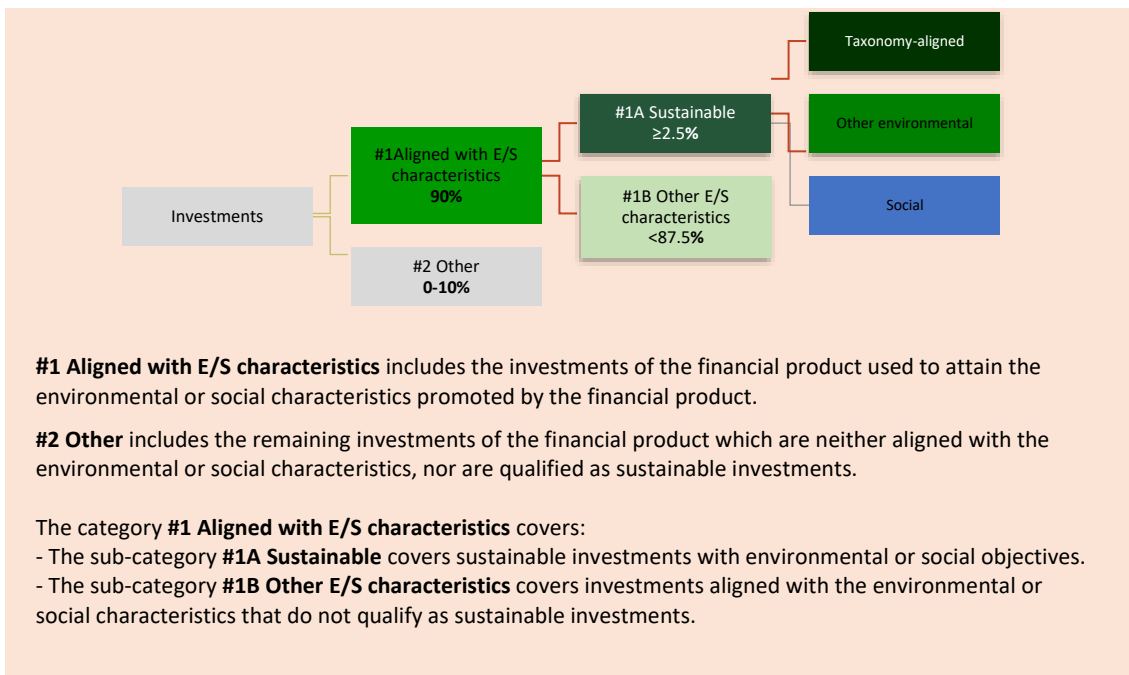 Investments
#1Aligned with E/S
characteristics
90%
#2 Other
0-10%
#1A Sustainable
≥2.5%
#1B Other E/S
characteristics
<87.5%
Taxonomy-aligned
Other environmental
Social
#1 Aligned with E/S characteristics includes the investments of the financial product used to attain the
environmental or social characteristics promoted by the financial product.
#2 Other includes the remaining investments of the financial product which are neither aligned with the
environmental or social characteristics, nor are qualified as sustainable investments.
The category #1 Aligned with E/S characteristics covers:
- The sub-category #1A Sustainable covers sustainable investments with environmental or social objectives.
- The sub-category #1B Other E/S characteristics covers investments aligned with the environmental or
social characteristics that do not qualify as sustainable investments.